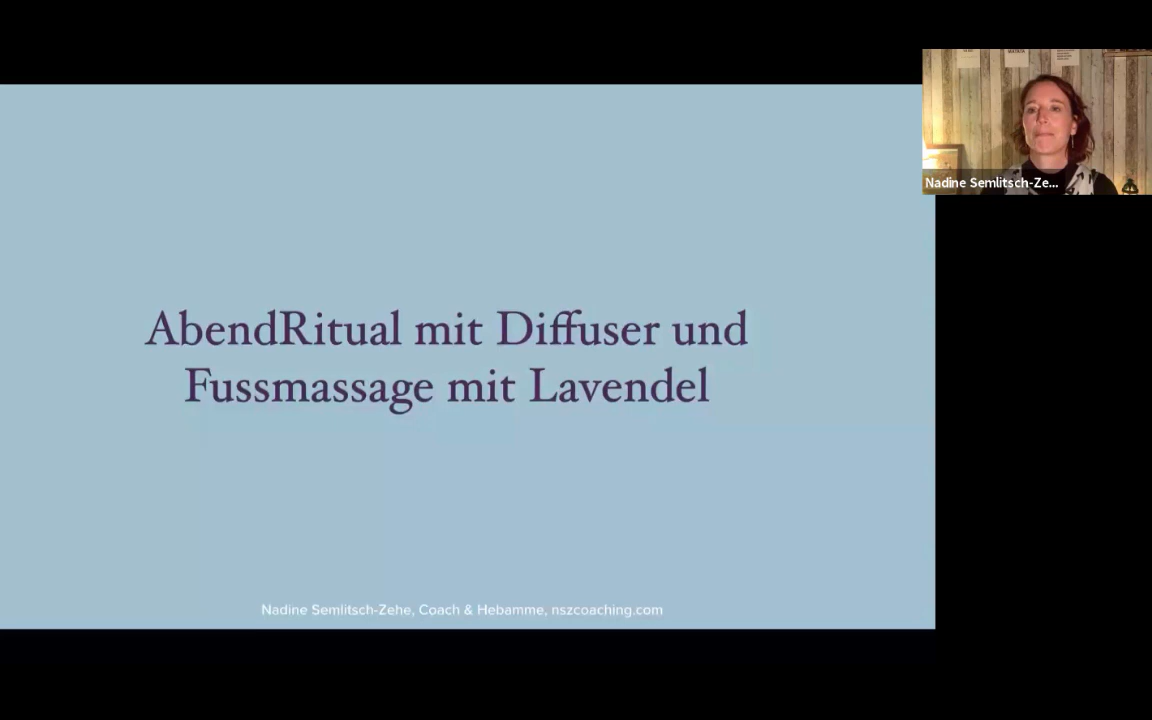 AbendRitual mit Diffuser und
Fussmassage mit Lavendel
Nadine Semlitsch-Zehe, Coach & Hebamme, nszcoaching.com
Nadine Semlitsch-Ze...